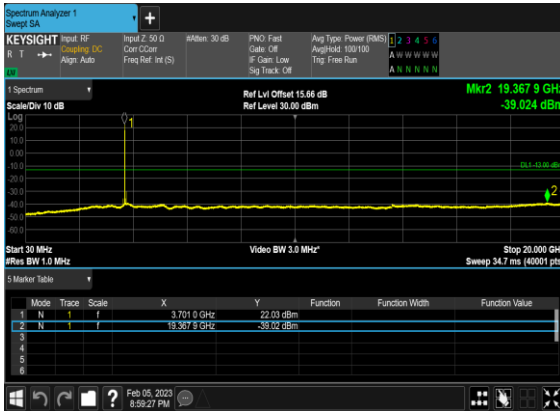 Spectrum Analyzer 1
Swept SA
+
KEYSIGHT Input: RF Input Z: 50 Ω #Atten: 30 dB PNO: Fast Avg Type: Power (RMS) 1 2 3 4 5 6
R T Coupling: DC Corr CCorr Gate: Off Avg|Hold: 100/100 A W W W W W
Align: Auto Freq Ref: Int (S) IF Gain: Low Trig: Free Run
Sig Track: Off A N N N N N
1 Spectrum
Ref Lvl Offset 15.66 dB Mkr2 19.367 9 GHz
Scale/Div 10 dB Ref Level 30.00 dBm -39.024 dBm
Log
1
20.0
10.0
0.00
-10.0
DL1 -13.00 dBm
-20.0
-30.0
2
-40.0
-50.0
-60.0
Start 30 MHz Video BW 3.0 MHz* Stop 20.000 GHz
#Res BW 1.0 MHz Sweep 34.7 ms (40001 pts)
5 Marker Table
Mode Trace Scale X Y Function Function Width Function Value
1 N 1 f 3.701 0 GHz 22.03 dBm
2 N 1 f 19.367 9 GHz -39.02 dBm
3
4
5
6
? Feb 05, 2023
8:59:27 PM